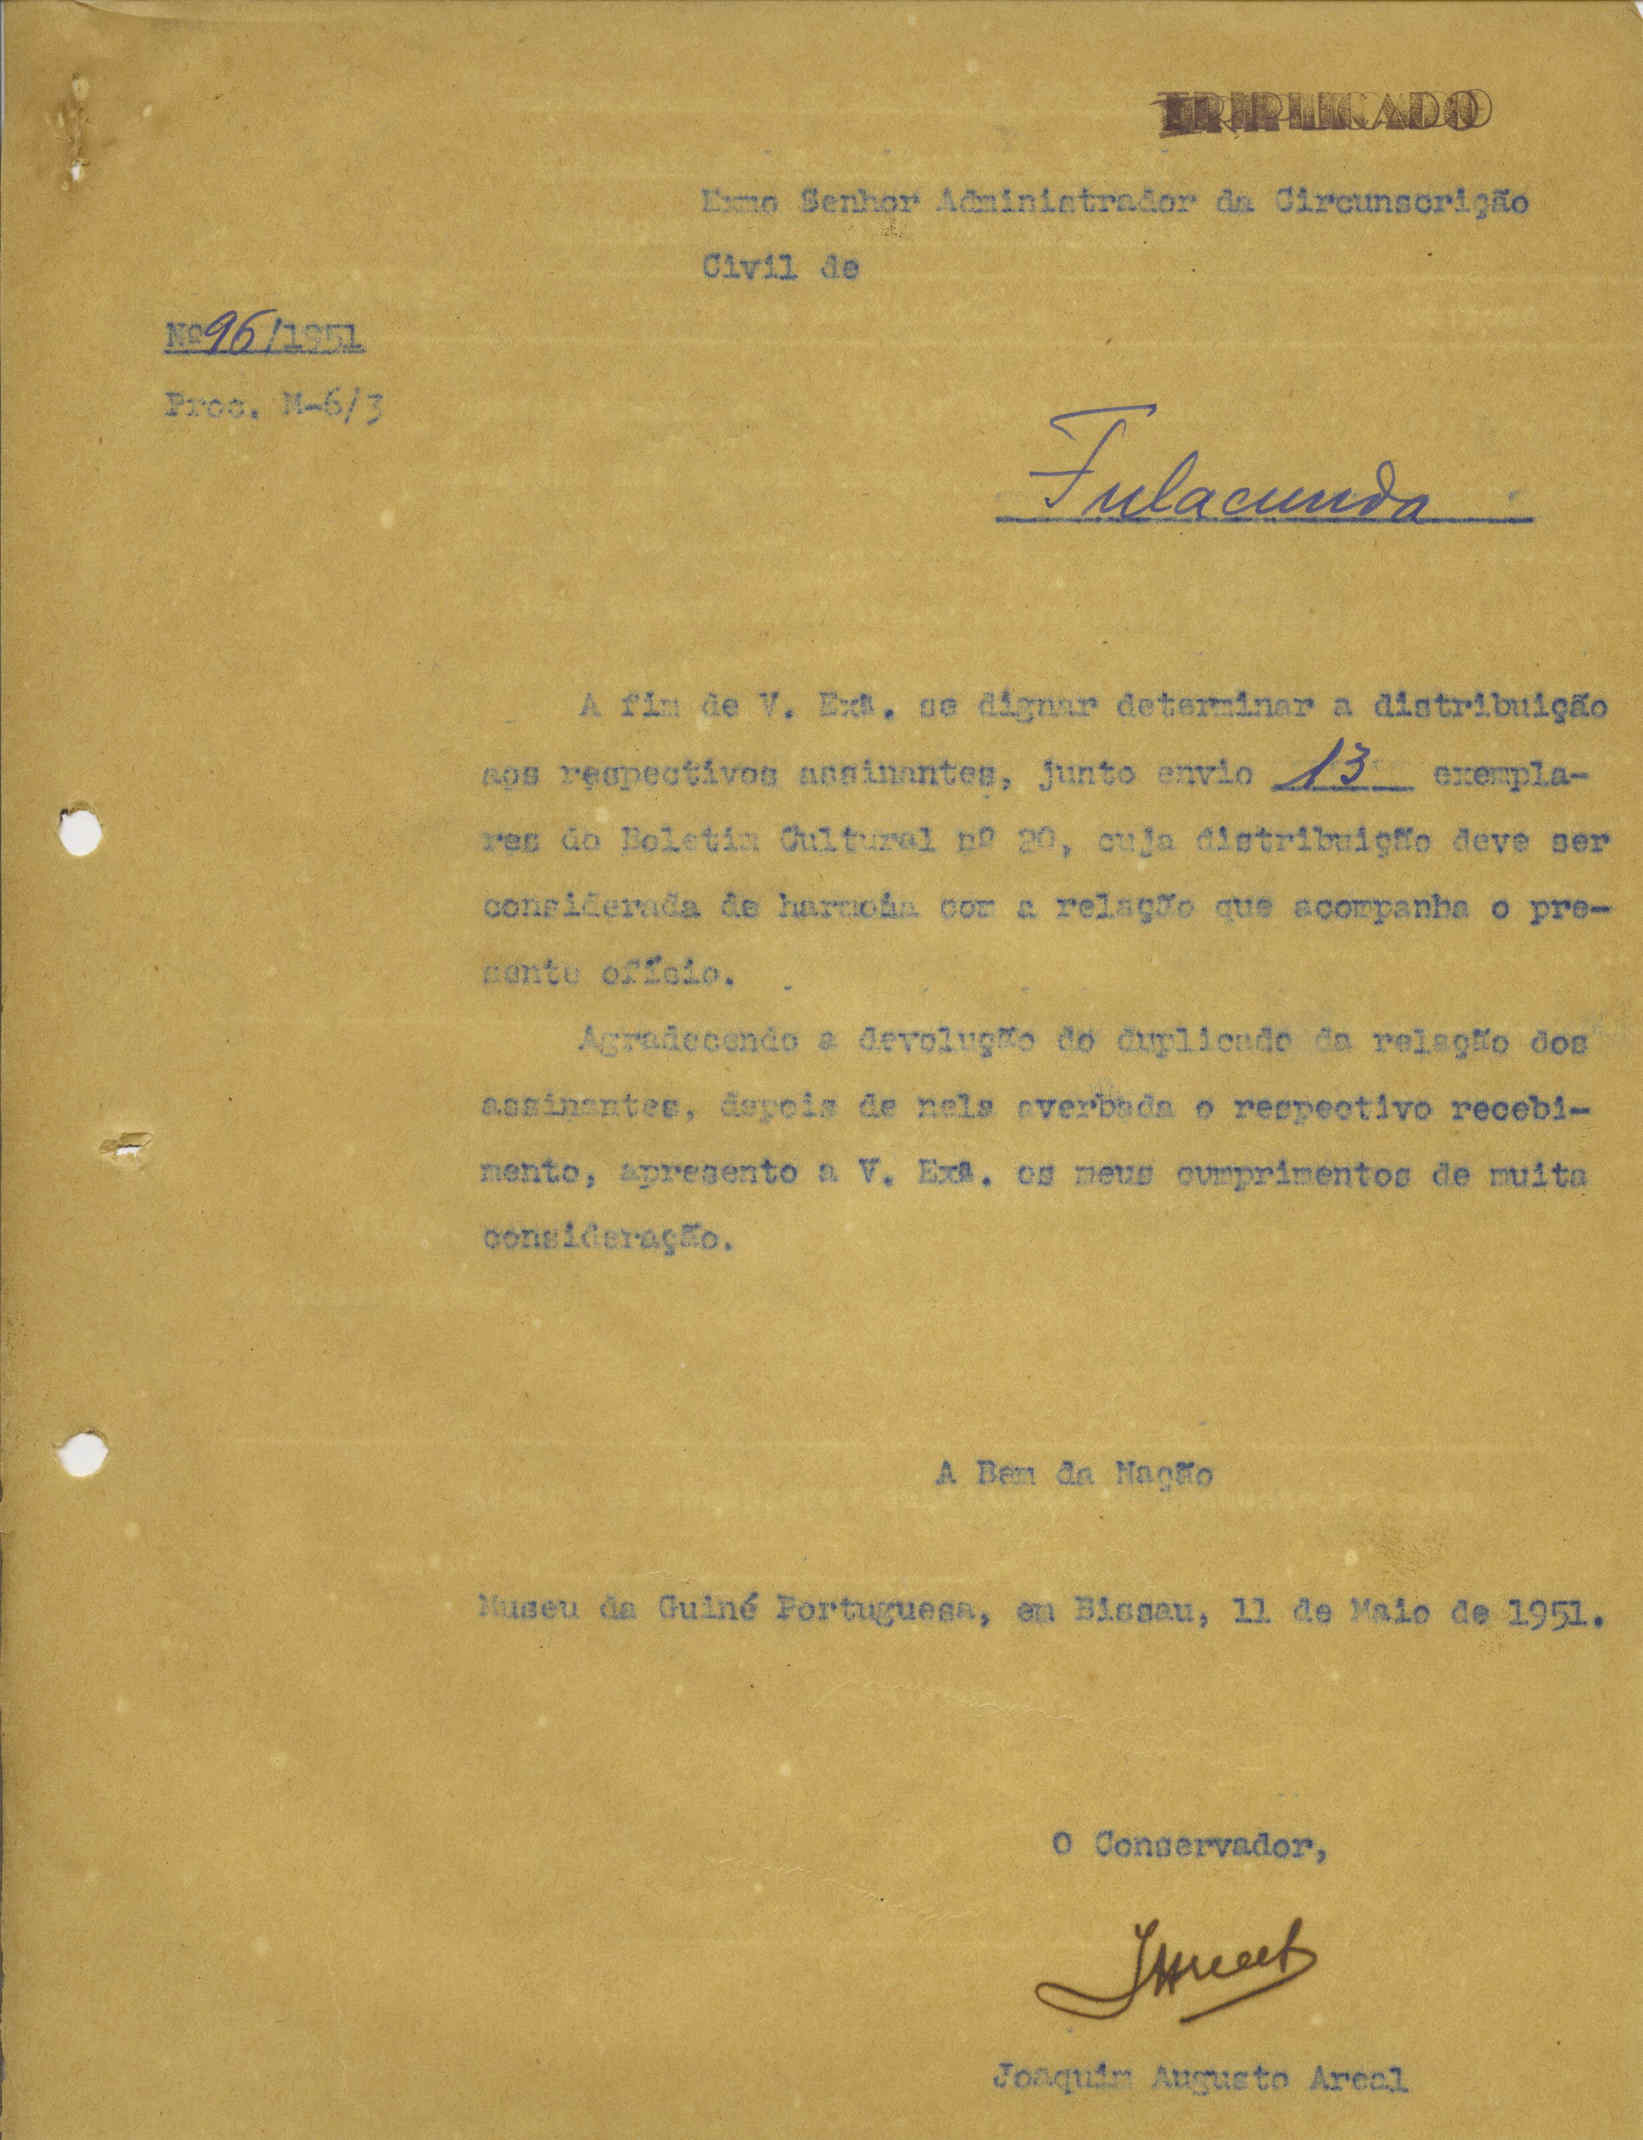 TRIPLICADO
Exmo Senhor Administrador da Circunscrição
Civil de
Nº96/1951
Proc. M-6/3
Fulacunda
A fim de V. Exª. se dignar determinar a distribuição
aos respectivos assinantes, junto envio 13 exempla-
res do Boletim Cultural nº 20, cuja distribuição deve ser
considerada de harmoña com a relação que acompanha o pre-
sente ofício.
Agradecendo a devolução do duplicado da relação dos
assinantes, depois de nela averbada o respectivo recebi-
mento, apresento a V. Exª. os meus cumprimentos de muita
consideração.
A Bem da Nação
Museu da Guiné Portuguesa, em Bissau, 11 de Maio de 1951.
O Conservador,
JAAreal
Joaquim Augusto Areal